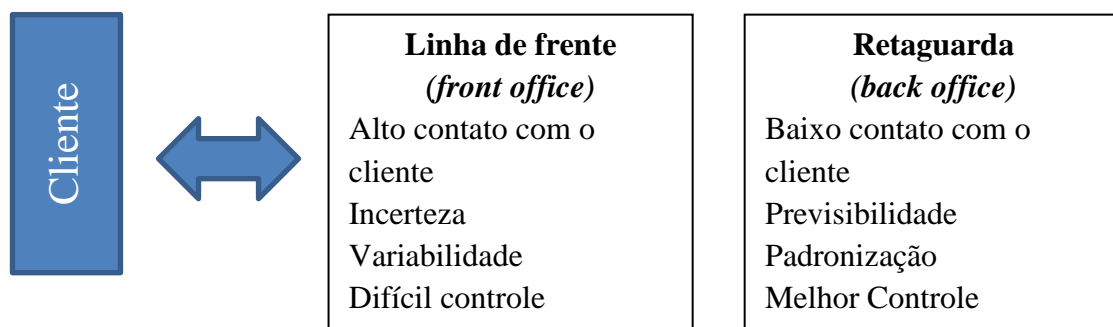 Cliente
Linha de frente
(front office)
Alto contato com o
cliente
Incerteza
Variabilidade
Difícil controle
Retaguarda
(back office)
Baixo contato com o
cliente
Previsibilidade
Padronização
Melhor Controle